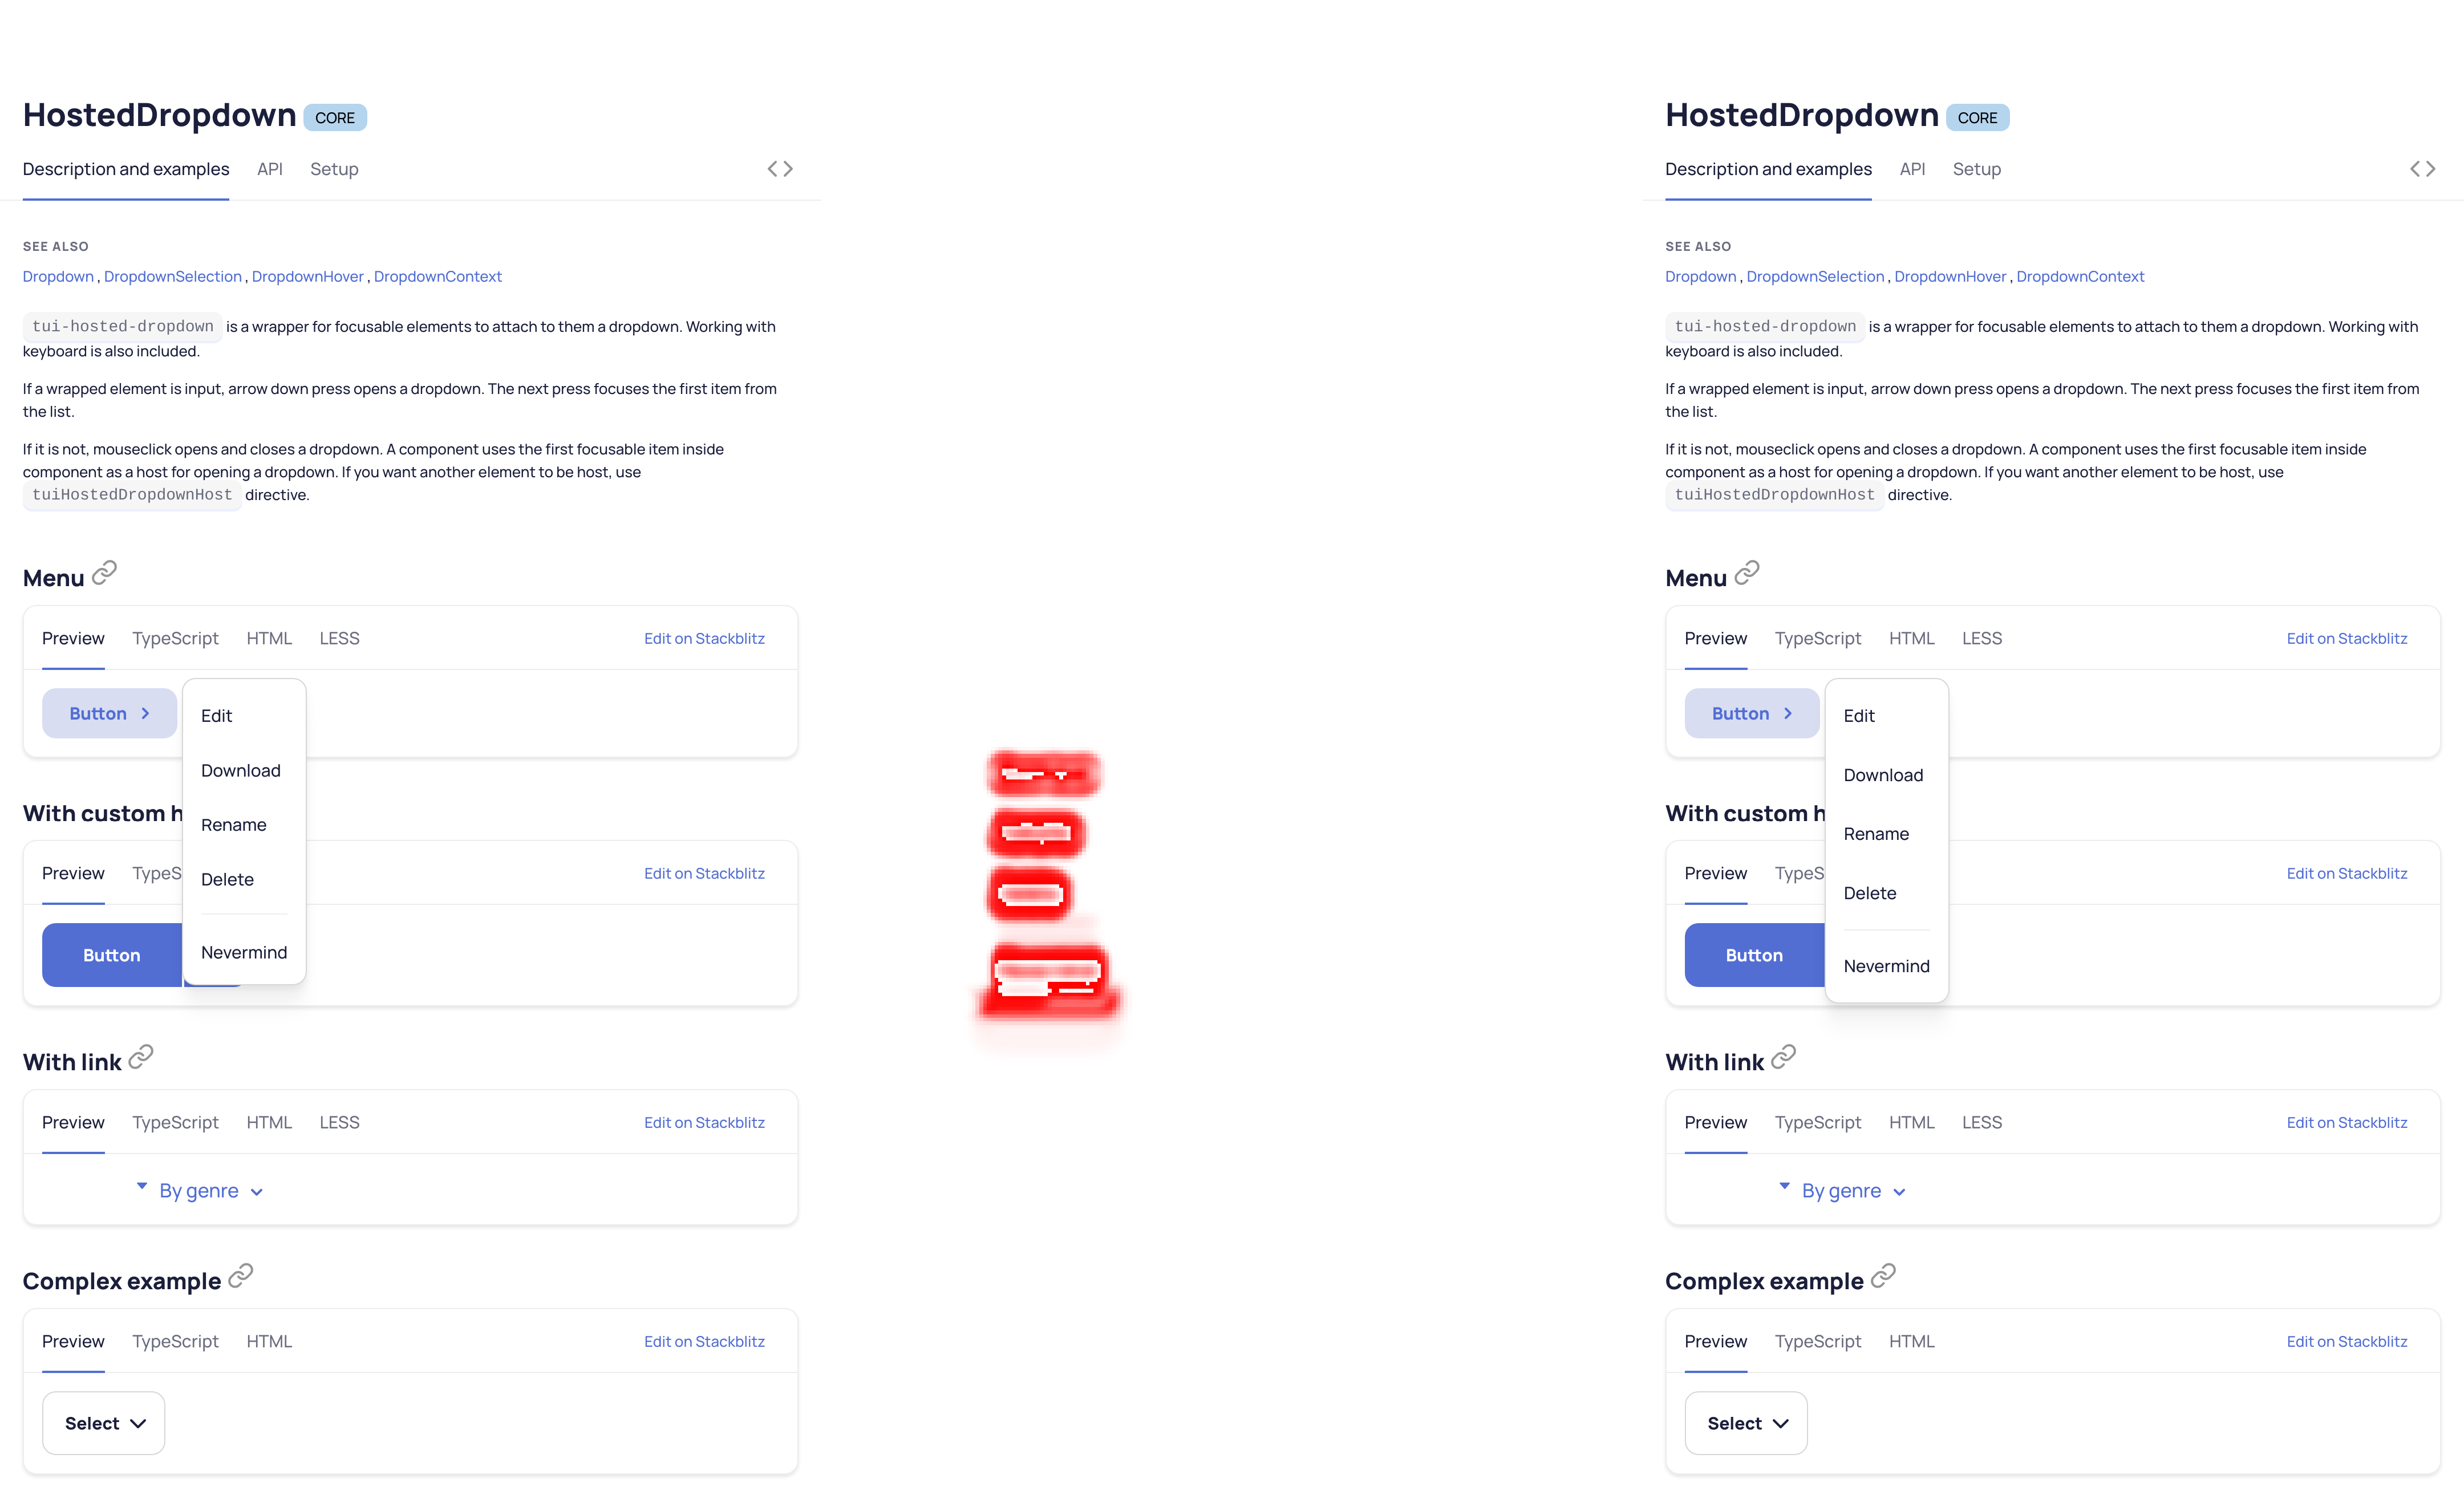 HostedDropdown CORE
Description and examples API Setup
SEE ALSO
Dropdown , DropdownSelection , DropdownHover , DropdownContext
tui-hosted-dropdown is a wrapper for focusable elements to attach to them a dropdown. Working with
keyboard is also included.
If a wrapped element is input, arrow down press opens a dropdown. The next press focuses the first item from
the list.
If it is not, mouseclick opens and closes a dropdown. A component uses the first focusable item inside
component as a host for opening a dropdown. If you want another element to be host, use
tuiHostedDropdownHost directive.
Menu
Preview TypeScript HTML LESS Edit on Stackblitz
Button
Edit
Download
Rename
Delete
Nevermind
With custom h
Preview TypeS Edit on Stackblitz
Button
With link
Preview TypeScript HTML LESS Edit on Stackblitz
By genre
Complex example
Preview TypeScript HTML Edit on Stackblitz
Select
HostedDropdown CORE
Description and examples API Setup
SEE ALSO
Dropdown , DropdownSelection , DropdownHover , DropdownContext
tui-hosted-dropdown is a wrapper for focusable elements to attach to them a dropdown. Working with
keyboard is also included.
If a wrapped element is input, arrow down press opens a dropdown. The next press focuses the first item from
the list.
If it is not, mouseclick opens and closes a dropdown. A component uses the first focusable item inside
component as a host for opening a dropdown. If you want another element to be host, use
tuiHostedDropdownHost directive.
Menu
Preview TypeScript HTML LESS Edit on Stackblitz
Button
Edit
Download
Rename
Delete
Nevermind
With custom h
Preview TypeS Edit on Stackblitz
Button
With link
Preview TypeScript HTML LESS Edit on Stackblitz
By genre
Complex example
Preview TypeScript HTML Edit on Stackblitz
Select